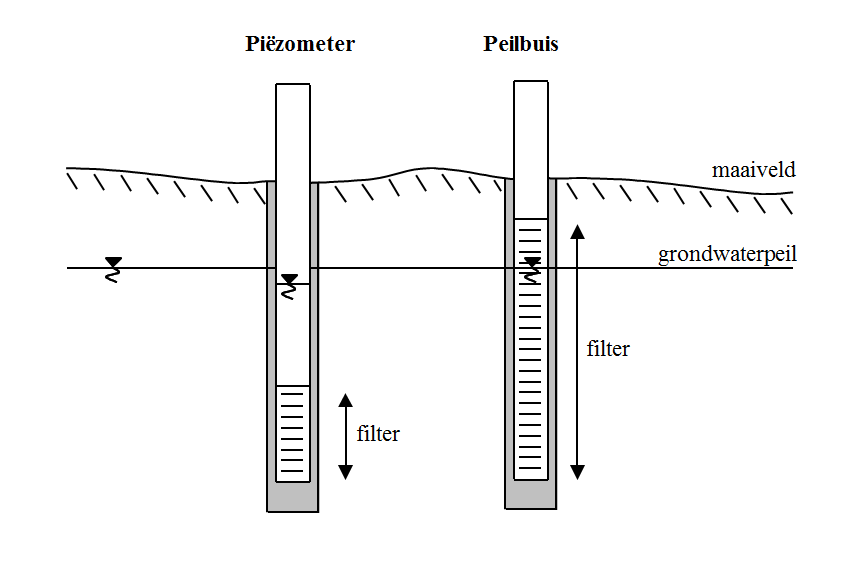 Piëzometer
Peilbuis
maaiveld
grondwaterpeil
filter
filter